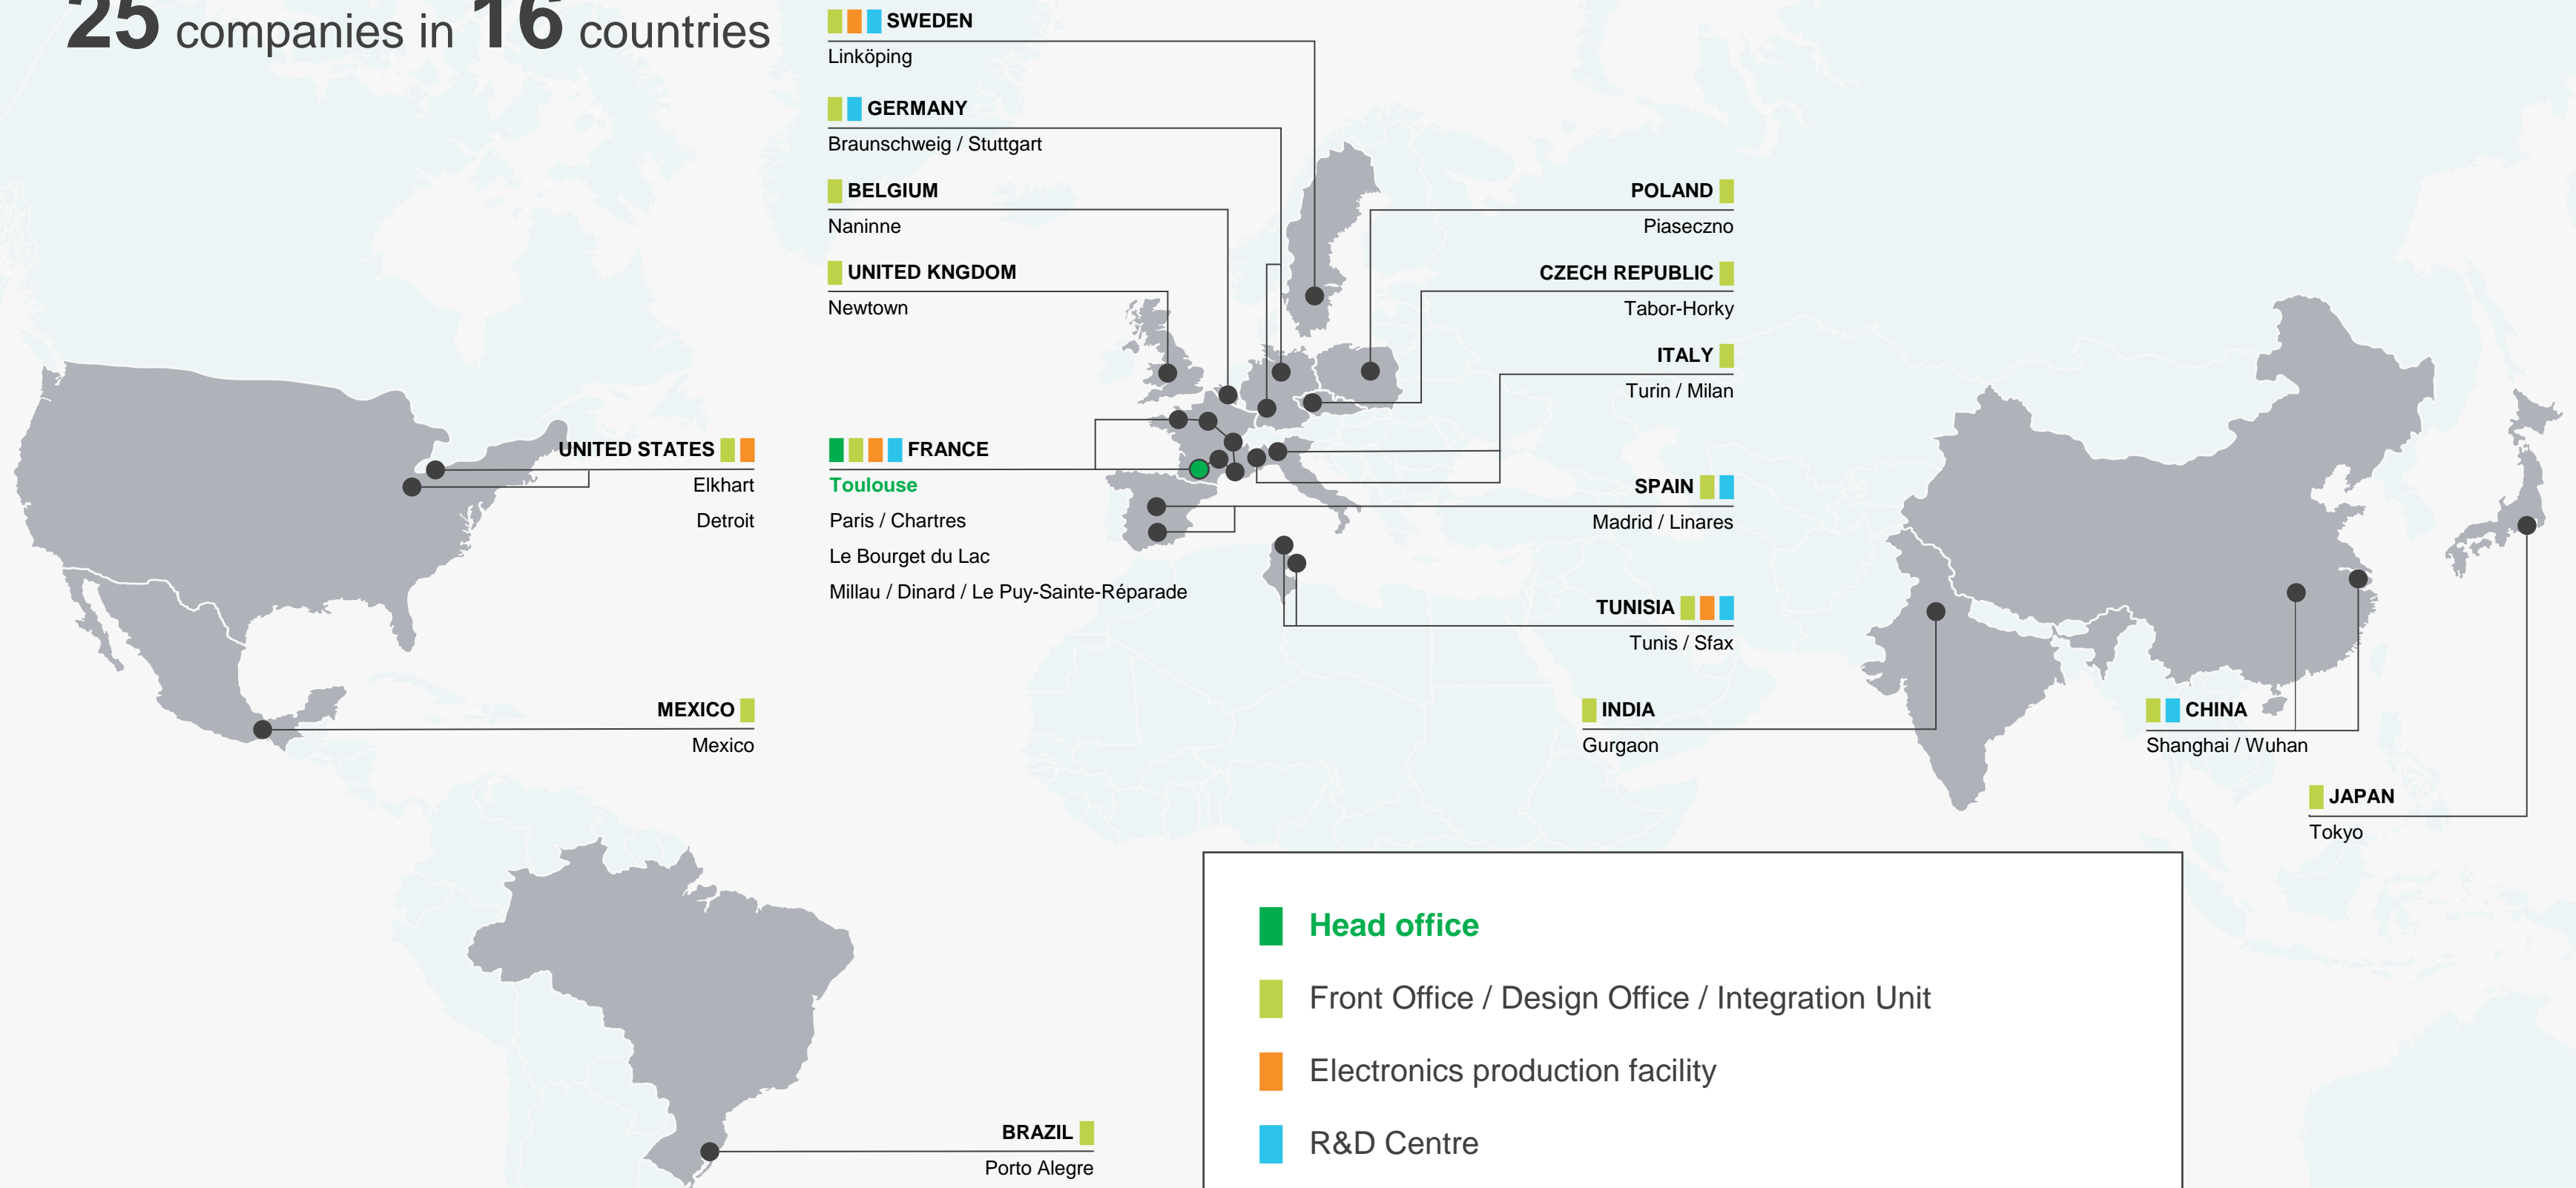 25 companies in 16 countries
SWEDEN
Linköping
GERMANY
Braunschweig / Stuttgart
BELGIUM
Naninne
UNITED KNGDOM
Newtown
POLAND
Piaseczno
CZECH REPUBLIC
Tabor-Horky
ITALY
Turin / Milan
UNITED STATES
Elkhart
Detroit
FRANCE
Toulouse
Paris / Chartres
Le Bourget du Lac
Millau / Dinard / Le Puy-Sainte-Réparade
SPAIN
Madrid / Linares
TUNISIA
Tunis / Sfax
MEXICO
Mexico
INDIA
Gurgaon
CHINA
Shanghai / Wuhan
JAPAN
Tokyo
BRAZIL
Porto Alegre
Head office
Front Office / Design Office / Integration Unit
Electronics production facility
R&D Centre